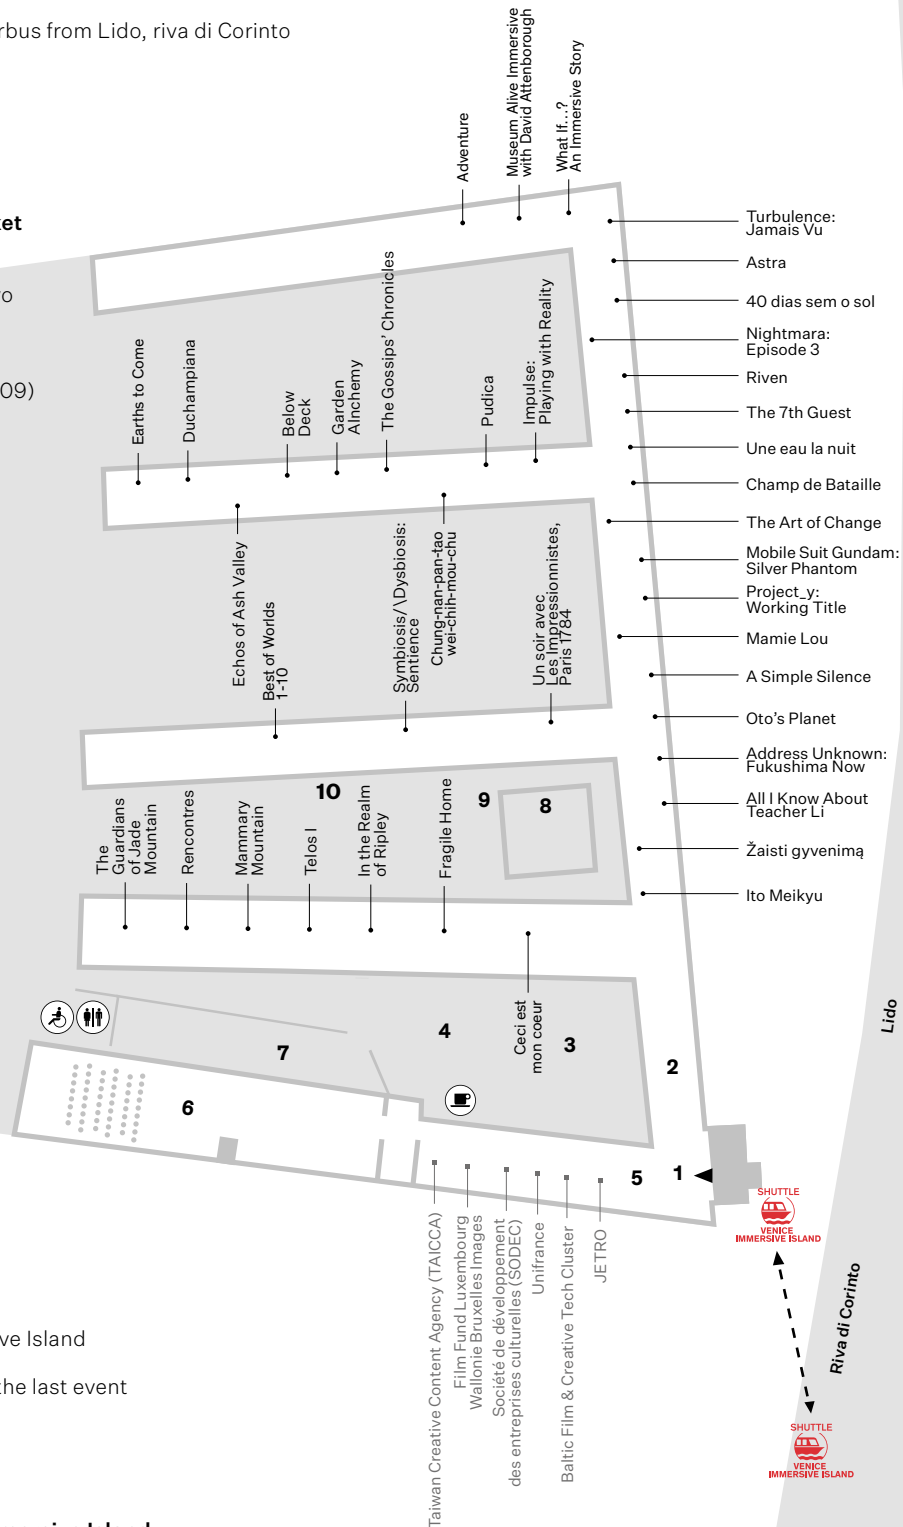 rbus from Lido, riva di Corinto
Adventure
Museum Alive Immersive
with David Attenborough
What If...?
An Immersive Story
ket
o
09)
Turbulence:
Jamais Vu
Astra
40 dias sem o sol
Nightmara:
Episode 3
Riven
The 7th Guest
Une eau la nuit
Champ de Bataille
The Art of Change
Mobile Suit Gundam:
Silver Phantom
Project_y:
Working Title
Mamie Lou
A Simple Silence
Oto's Planet
Address Unknown:
Fukushima Now
All I Know About
Teacher Li
Žaisti gyvenimą
Ito Meikyu
Earths to Come
Duchampiana
Below
Deck
Garden
Alnchemy
The Gossips' Chronicles
Pudica
Impulse:
Playing with Reality
Echos of Ash Valley
Best of Worlds
1-10
Symbiosis/\Dysbiosis:
Sentience
Chung-nan-pan-tao
wei-chih-mou-chu
Un soir avec
Les Impressionnistes,
Paris 1784
10
9
8
The
Guardians
of Jade
Mountain
Rencontres
Mammary
Mountain
Telos I
In the Realm
of Ripley
Fragile Home
Ceci est
mon coeur
4
3
7
2
6
5
1
Lido
Taiwan Creative Content Agency (TAICCA)
Film Fund Luxembourg
Wallonie Bruxelles Images
Société de développement
des entreprises culturelles (SODEC)
Unifrance
Baltic Film & Creative Tech Cluster
JETRO
SHUTTLE
VENICE
IMMERSIVE ISLAND
Riva di Corinto
SHUTTLE
VENICE
IMMERSIVE ISLAND
ve Island
the last event